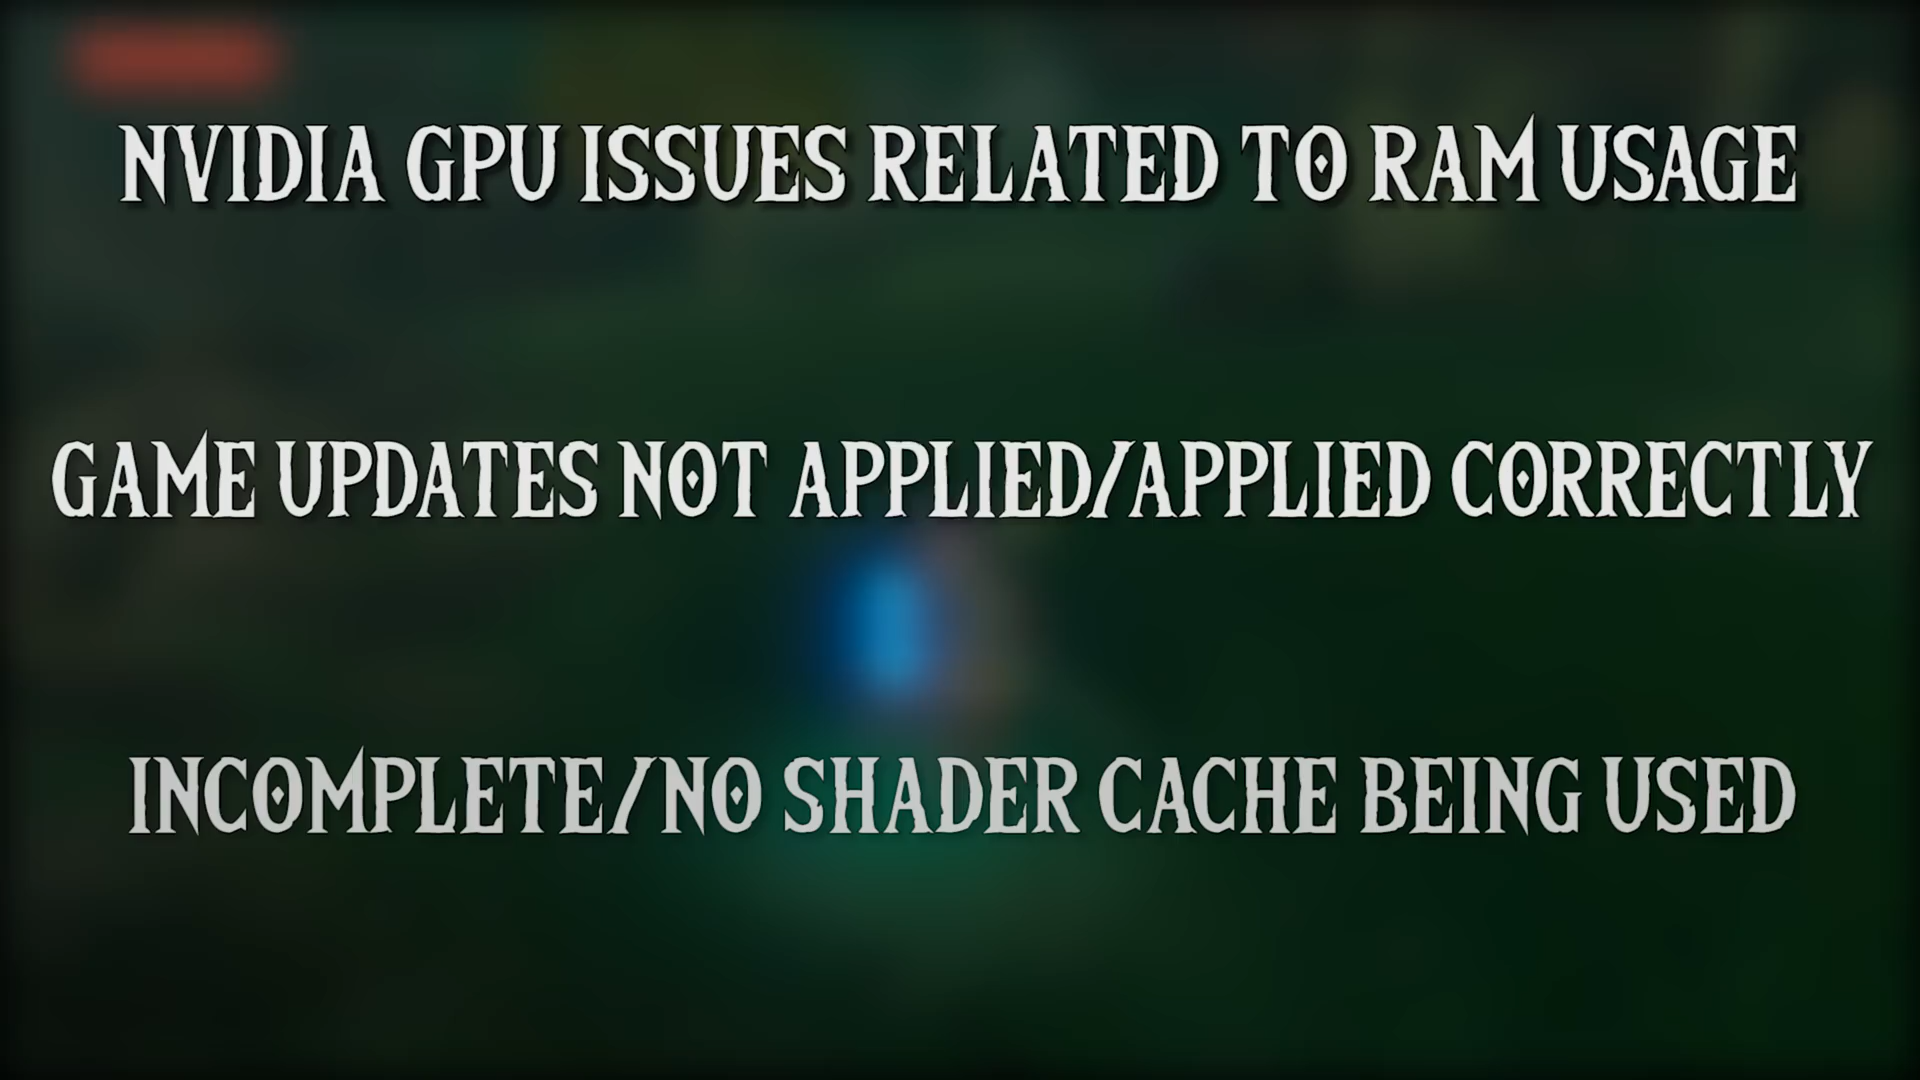 NVIDIA GPU ISSUES RELATED TO RAM USAGE
GAME UPDATES NOT APPLIED/APPLIED CORRECTLY
INCOMPLETE/NO SHADER CACHE BEING USED